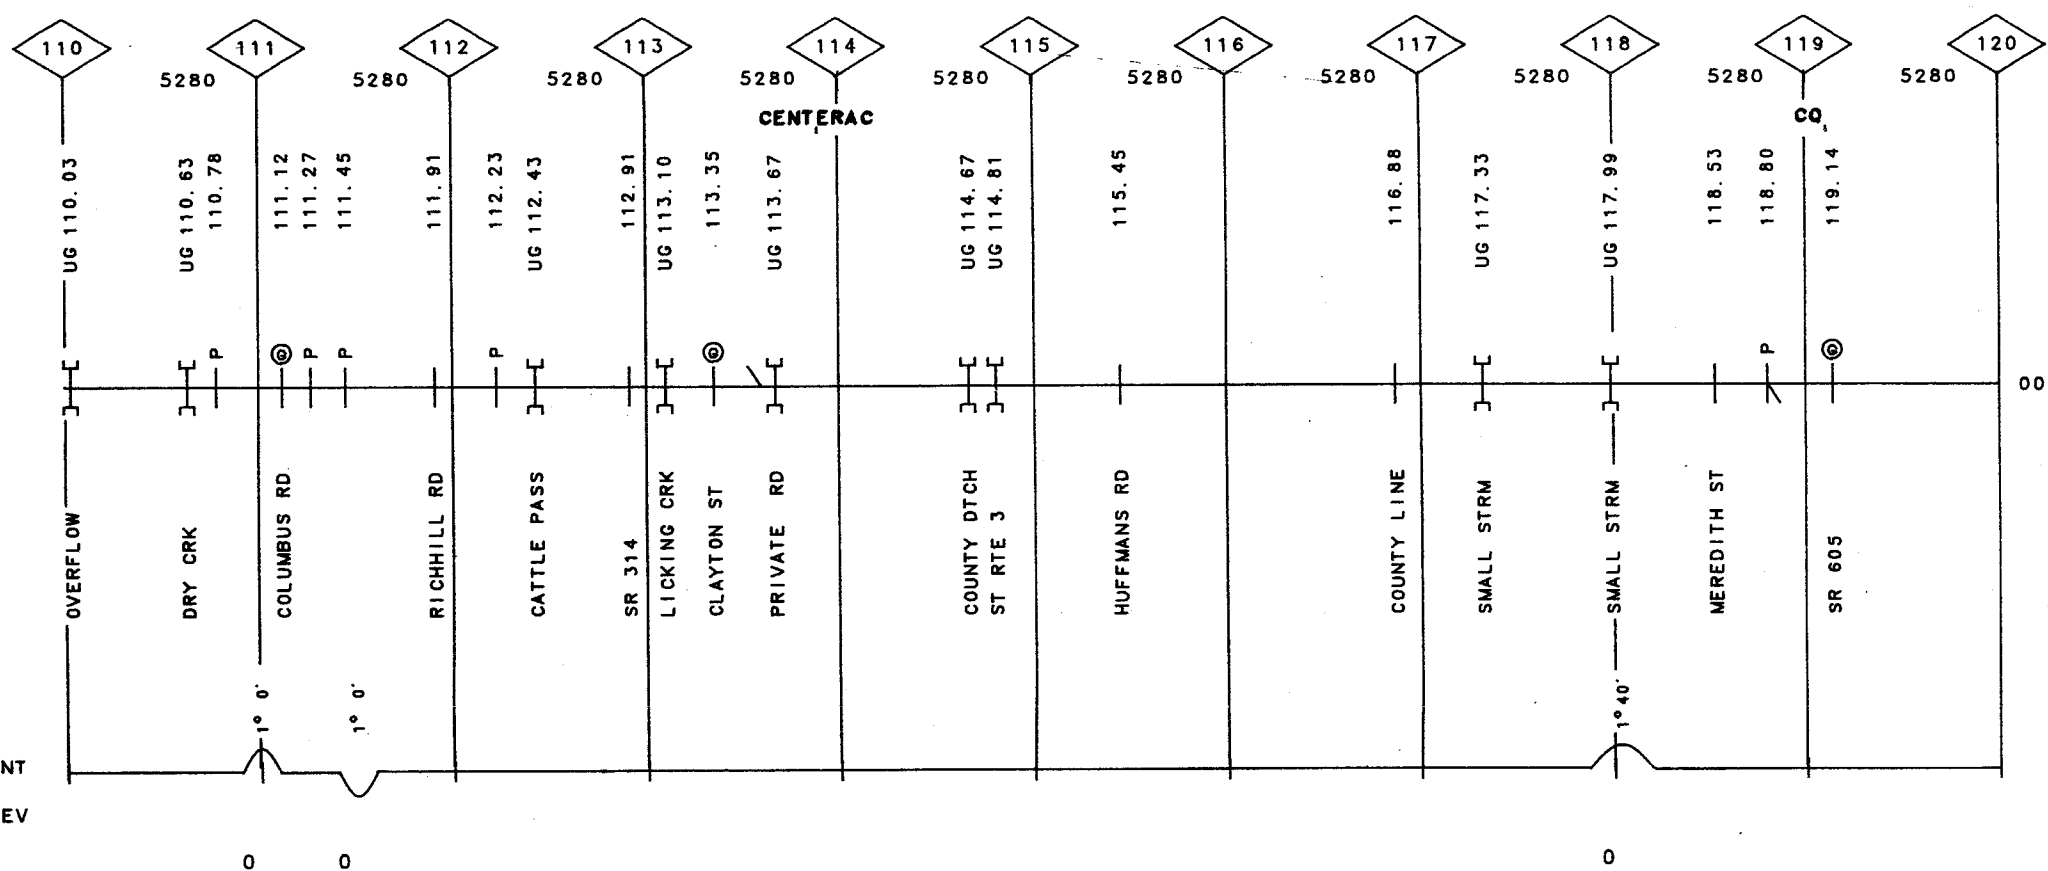 110 111 112 113 114 115 116 117 118 119 120
5280 5280 5280 5280 5280 5280 5280 5280 5280 5280
CENTERAC CQ
UG 110.03
UG 110.63
110.78
111.12
111.27
111.45
111.91
112.23
UG 112.43
112.91
UG 113.10
113.35
UG 113.67
UG 114.67
UG 114.81
115.45
116.88
UG 117.33
UG 117.99
118.53
118.80
119.14
P P P P P
00
OVERFLOW
DRY CRK
COLUMBUS RD
RICHHILL RD
CATTLE PASS
SR 314
LICKING CRK
CLAYTON ST
PRIVATE RD
COUNTY DTCH
ST RTE 3
HUFFMANS RD
COUNTY LINE
SMALL STRM
SMALL STRM
MEREDITH ST
SR 605
1° 0'
1° 0'
1° 40'
NT
EV
0 0 0